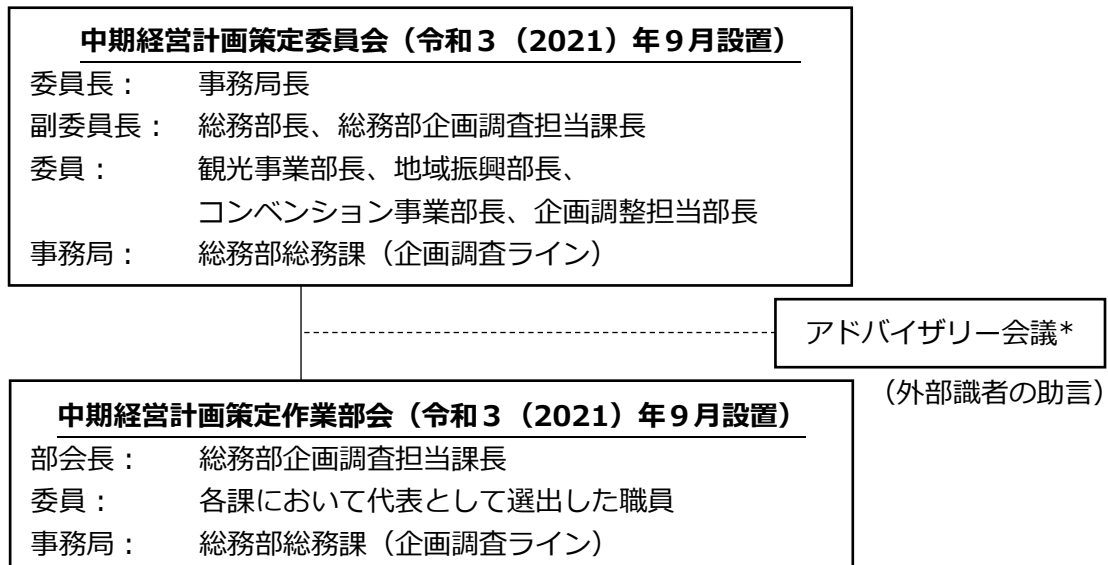 中期経営計画策定委員会（令和３（2021）年９月設置）
委員長： 事務局長
副委員長： 総務部長、総務部企画調査担当課長
委員： 観光事業部長、地域振興部長、
コンベンション事業部長、企画調整担当部長
事務局： 総務部総務課（企画調査ライン）
アドバイザリー会議*
（外部識者の助言）
中期経営計画策定作業部会（令和３（2021）年９月設置）
部会長： 総務部企画調査担当課長
委員： 各課において代表として選出した職員
事務局： 総務部総務課（企画調査ライン）